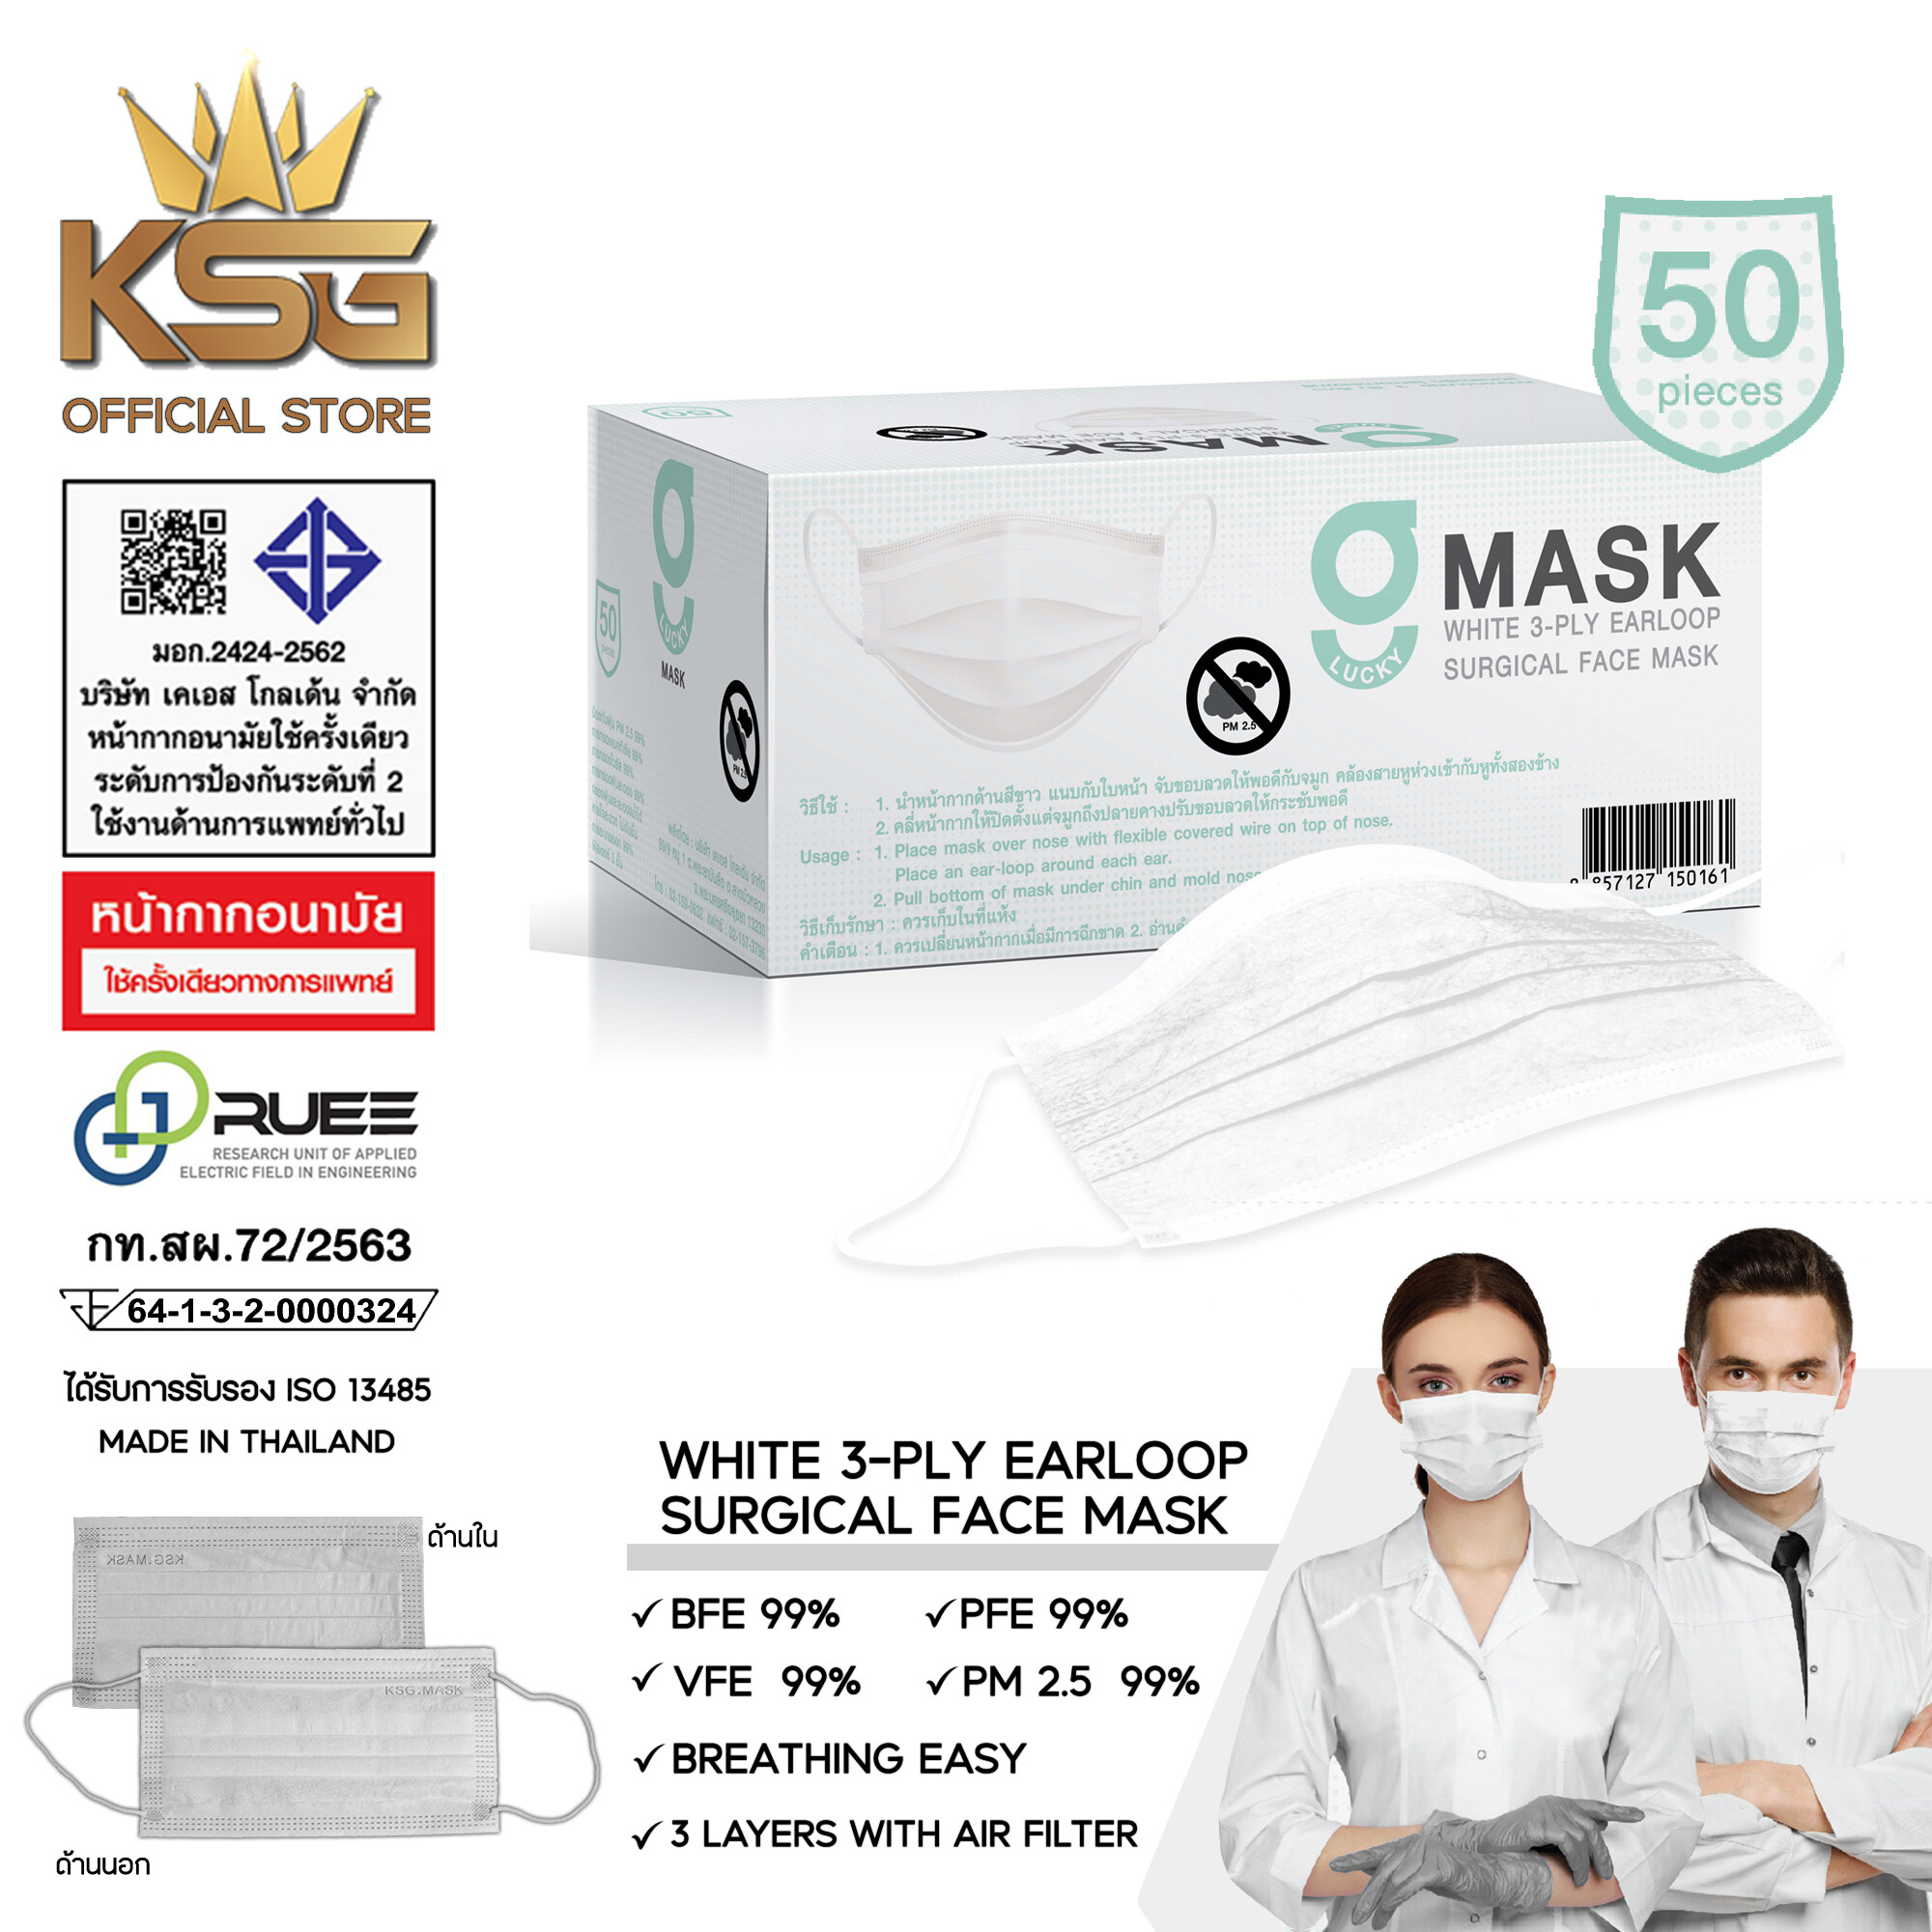 KSG
OFFICIAL STORE
มอก.2424-2562
บริษัท เคเอส โกลเด้น จำกัด
หน้ากากอนามัยใช้ครั้งเดียว
ระดับการป้องกันระดับที่ 2
ใช้งานด้านการแพทย์ทั่วไป
หน้ากากอนามัย
ใช้ครั้งเดียวทางการแพทย์
RUEE
RESEARCH UNIT OF APPLIED
ELECTRIC FIELD IN ENGINEERING
กท.สผ.72/2563
64-1-3-2-0000324
ได้รับการรับรอง ISO 13485
MADE IN THAILAND
ด้านใน
KSG.MASK
KSG.MASK
ด้านนอก
50
pieces
50
MASK
SURGICAL FACE MASK
g
LUCKY
MASK
50
pieces
PM 2.5
g
LUCKY
MASK
WHITE 3-PLY EARLOOP
SURGICAL FACE MASK
PM 2.5
วิธีใช้ : 1. นำหน้ากากด้านสีขาว แนบกับใบหน้า จับขอบลวดให้พอดีกับจมูก คล้องสายหูห่วงเข้ากับหูทั้งสองข้าง
2. คลี่หน้ากากให้ปิดตั้งแต่จมูกถึงปลายคางปรับขอบลวดให้กระชับพอดี
Usage : 1. Place mask over nose with flexible covered wire on top of nose.
Place an ear-loop around each ear.
2. Pull bottom of mask under chin and mold nose
วิธีเก็บรักษา : ควรเก็บในที่แห้ง
คำเตือน : 1. ควรเปลี่ยนหน้ากากเมื่อมีการฉีกขาด 2.
857127 150161
WHITE 3-PLY EARLOOP
SURGICAL FACE MASK
BFE 99%
PFE 99%
VFE 99%
PM 2.5 99%
BREATHING EASY
3 LAYERS WITH AIR FILTER